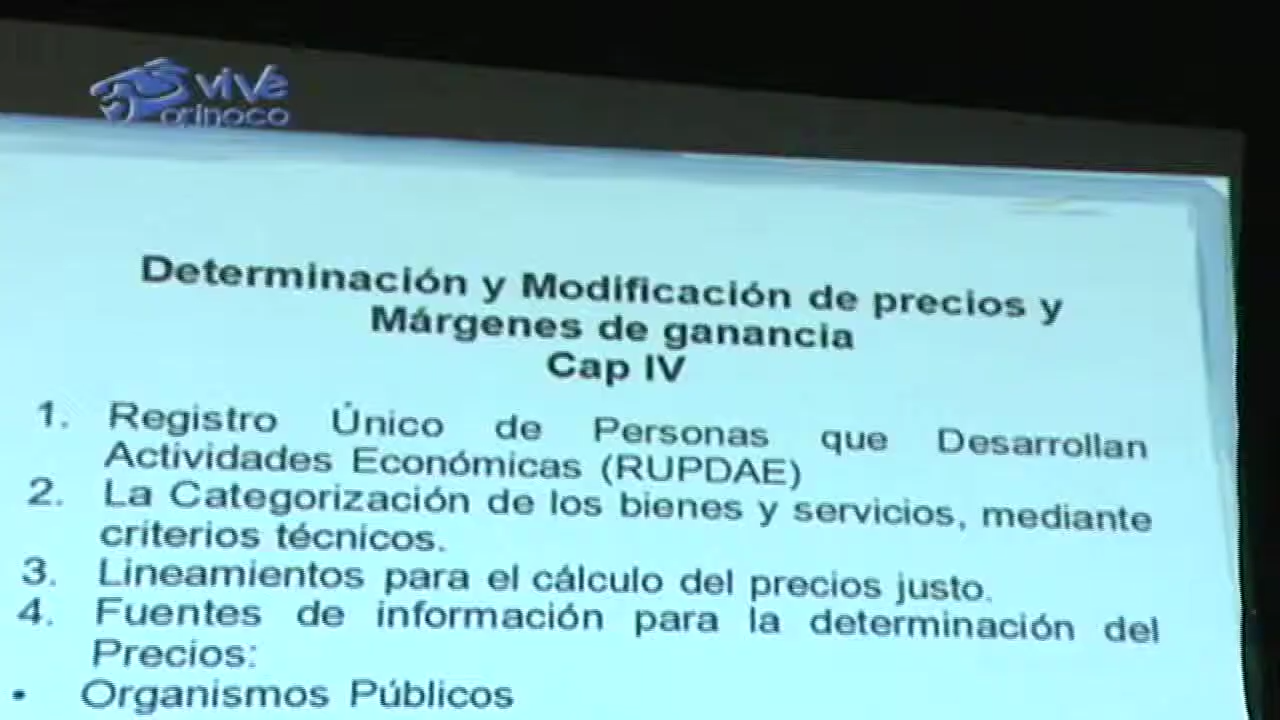 vive
orinoco
Determinación y Modificación de precios y
Márgenes de ganancia
Cap IV
1. Registro Único de Personas que Desarrollan
Actividades Económicas (RUPDAE)
2. La Categorización de los bienes y servicios, mediante
criterios técnicos.
3. Lineamientos para el cálculo del precios justo.
4. Fuentes de información para la determinación del
Precios:
• Organismos Públicos